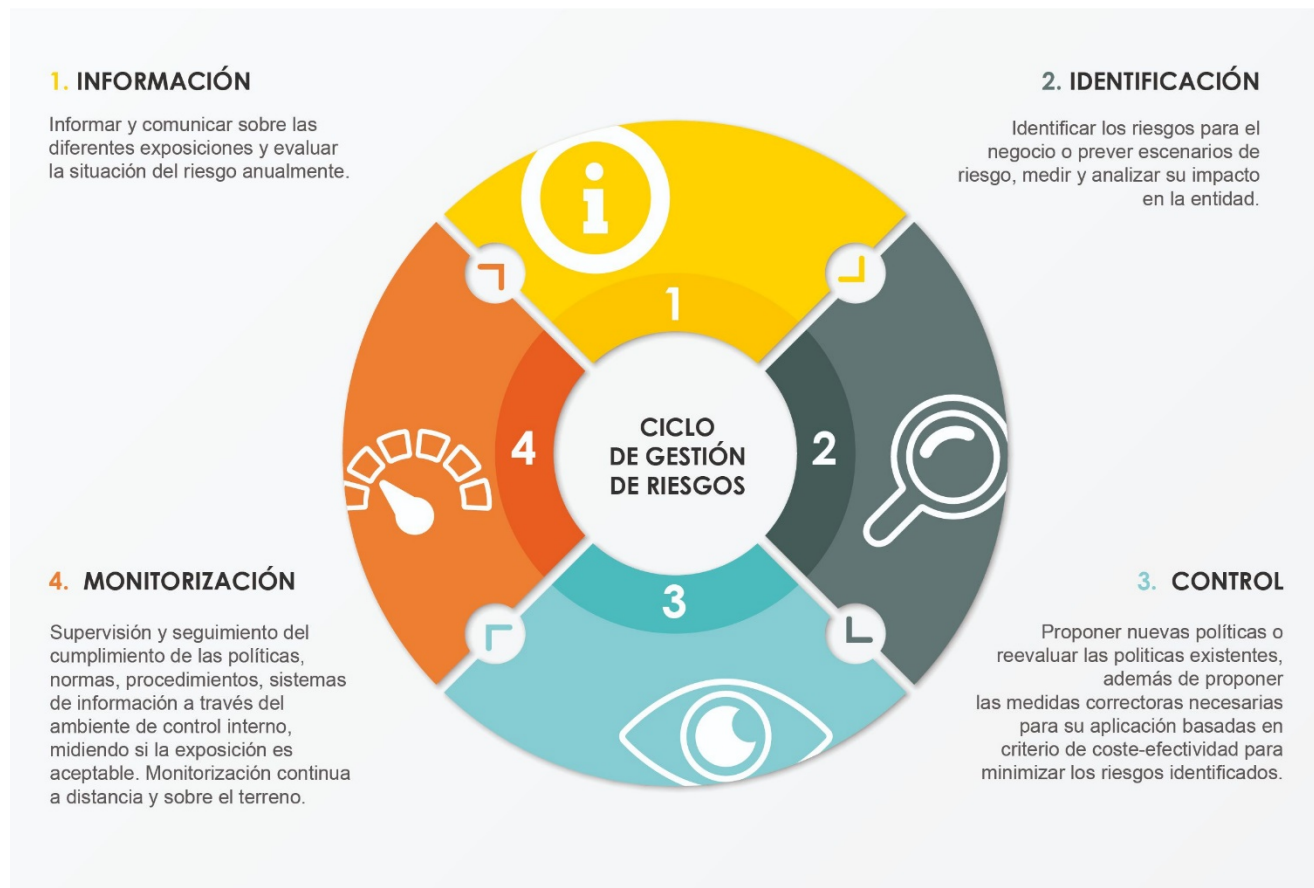 1. INFORMACIÓN
Informar y comunicar sobre las
diferentes exposiciones y evaluar
la situación del riesgo anualmente.
2. IDENTIFICACIÓN
Identificar los riesgos para el
negocio o prever escenarios de
riesgo, medir y analizar su impacto
en la entidad.
i
1
2
3
4
CICLO
DE GESTIÓN
DE RIESGOS
3. CONTROL
Proponer nuevas políticas o
reevaluar las politicas existentes,
además de proponer
las medidas correctoras necesarias
para su aplicación basadas en
criterio de coste-efectividad para
minimizar los riesgos identificados.
4. MONITORIZACIÓN
Supervisión y seguimiento del
cumplimiento de las políticas,
normas, procedimientos, sistemas
de información a través del
ambiente de control interno,
midiendo si la exposición es
aceptable. Monitorización continua
a distancia y sobre el terreno.